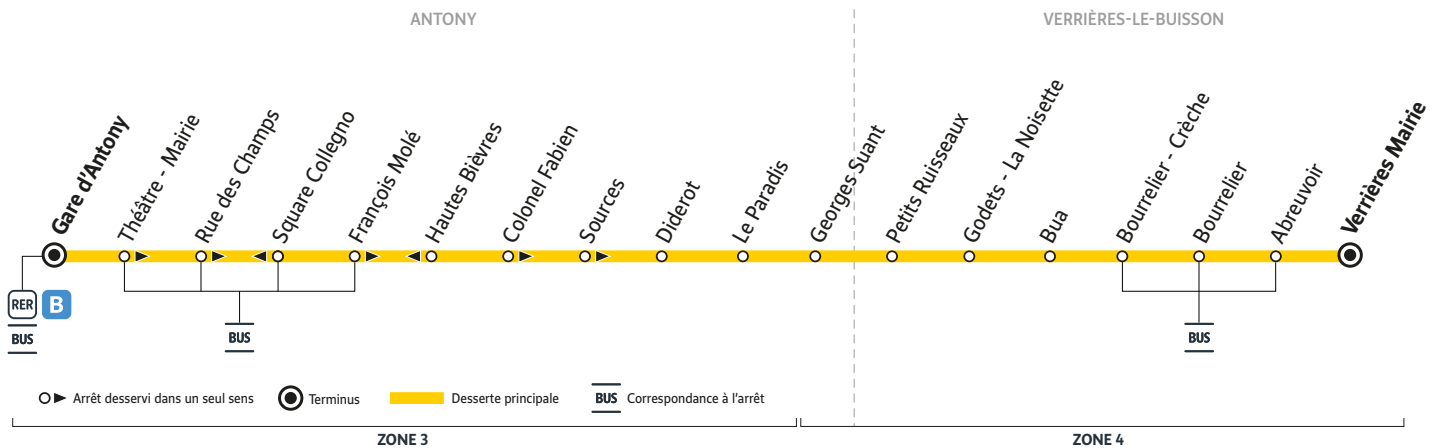 ANTONY
VERRIÈRES-LE-BUISSON
Gare d'Antony
Théâtre - Mairie
Rue des Champs
Square Collegno
François Molé
Hautes Bièvres
Colonel Fabien
Sources
Diderot
Le Paradis
Georges Suant
Petits Ruisseaux
Godets - La Noisette
Bua
Bourrelier - Crèche
Bourrelier
Abreuvoir
Verrières Mairie
RER B
BUS
BUS
BUS
Arrêt desservi dans un seul sens
Terminus
Desserte principale
BUS Correspondance à l'arrêt
ZONE 3
ZONE 4